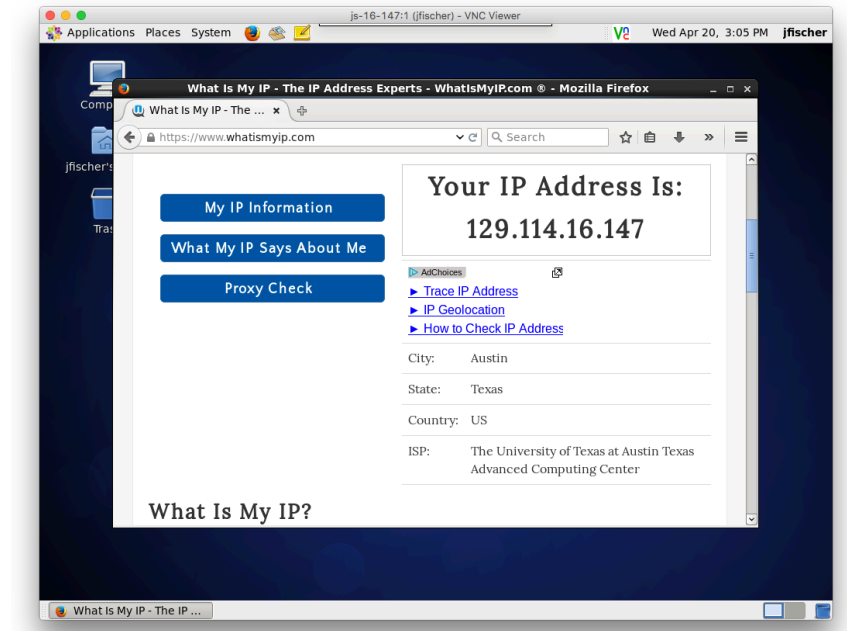 js-16-147:1 (jfischer) - VNC Viewer
Applications Places System
Wed Apr 20, 3:05 PM jfischer
Comp
jfischer's
Tras
What Is My IP - The IP Address Experts - WhatIsMyIP.com ® - Mozilla Firefox
What Is My IP - The ...
https://www.whatismyip.com
Search
My IP Information
What My IP Says About Me
Proxy Check
Your IP Address Is:
129.114.16.147
AdChoices
► Trace IP Address
► IP Geolocation
► How to Check IP Address
City: Austin
State: Texas
Country: US
ISP: The University of Texas at Austin Texas
Advanced Computing Center
What Is My IP?
What Is My IP - The IP ...